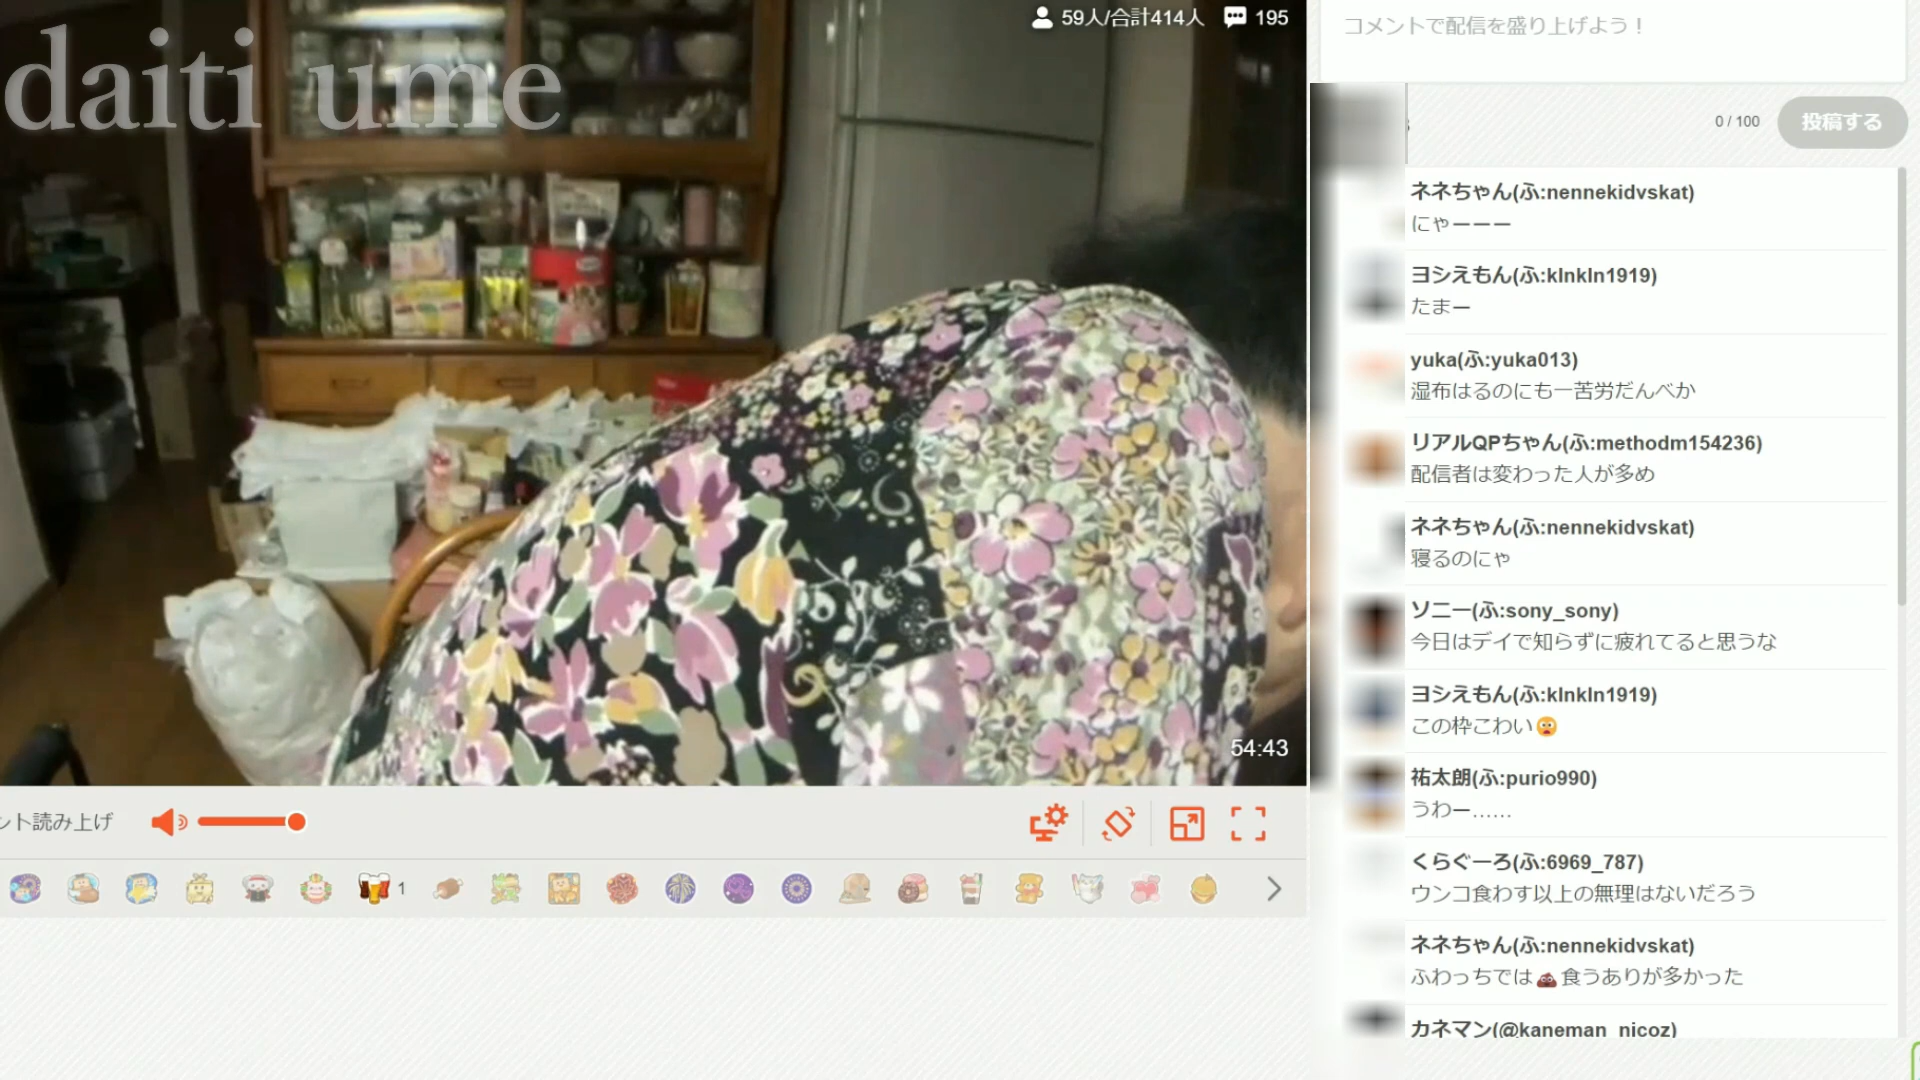 daiti ume
59人/合計414人 195
54:43
ント読み上げ
1
コメントで配信を盛り上げよう！
0 / 100 投稿する
ネネちゃん(ふ:nennekidvskat)
にゃーーー
ヨシえもん(ふ:klnkln1919)
たまー
yuka(ふ:yuka013)
湿布はるのにも一苦労だんべか
リアルQPちゃん(ふ:methodm154236)
配信者は変わった人が多め
ネネちゃん(ふ:nennekidvskat)
寝るのにゃ
ソニー(ふ:sony_sony)
今日はデイで知らずに疲れてると思うな
ヨシえもん(ふ:klnkln1919)
この枠こわい😨
祐太朗(ふ:purio990)
うわー……
くらぐーろ(ふ:6969_787)
ウンコ食わす以上の無理はないだろう
ネネちゃん(ふ:nennekidvskat)
ふわっちでは💩食うありが多かった
カネマン(@kaneman_nicoz)